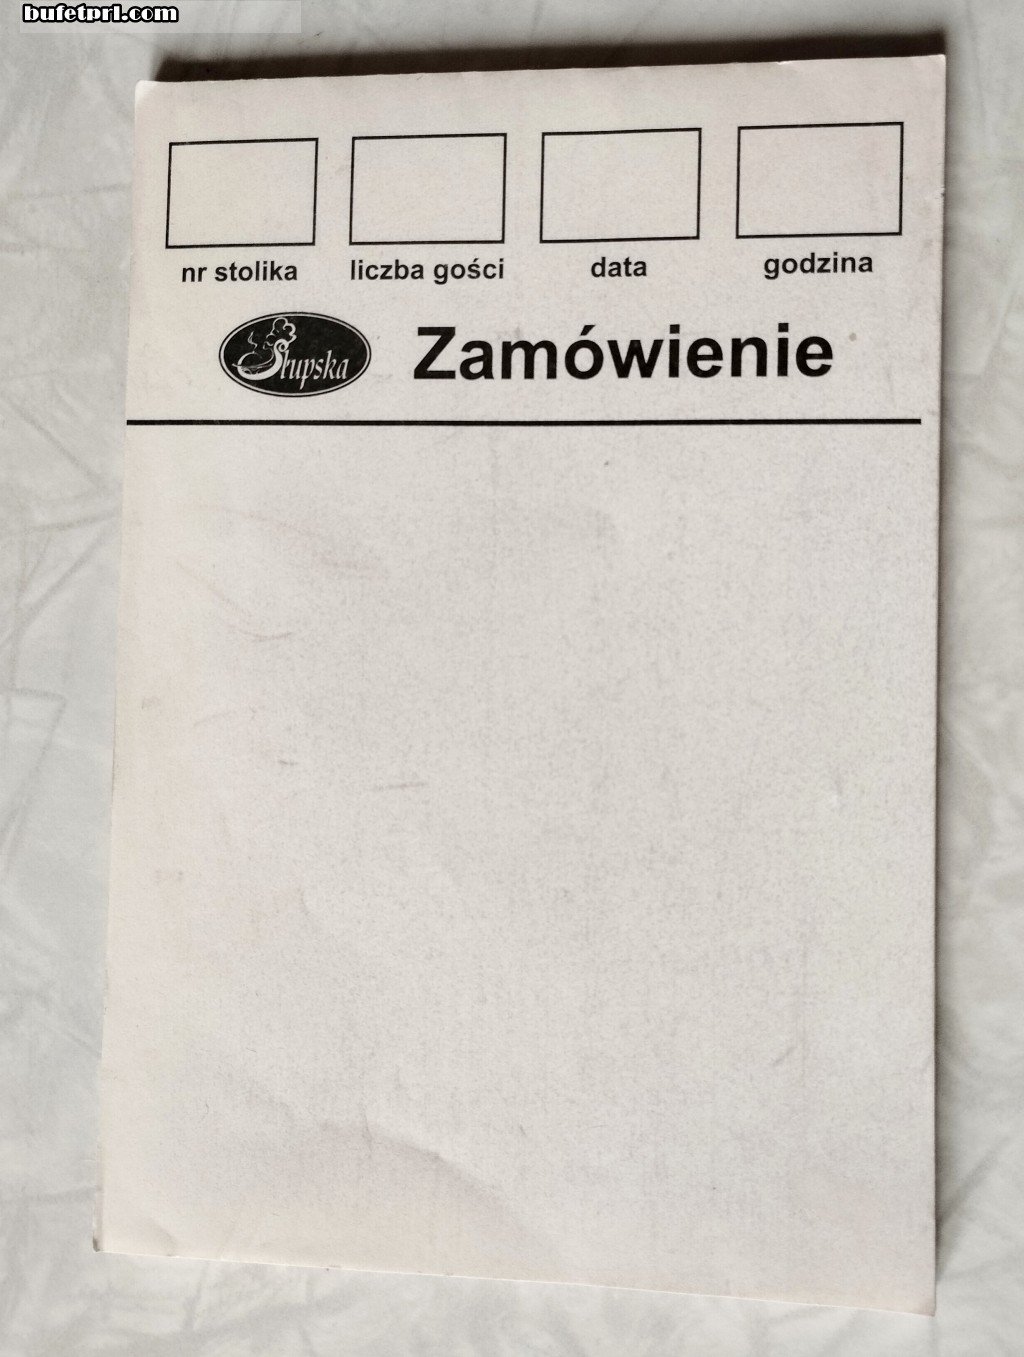 bufetprl.com
nr stolika liczba gości data godzina
Słupska Zamówienie